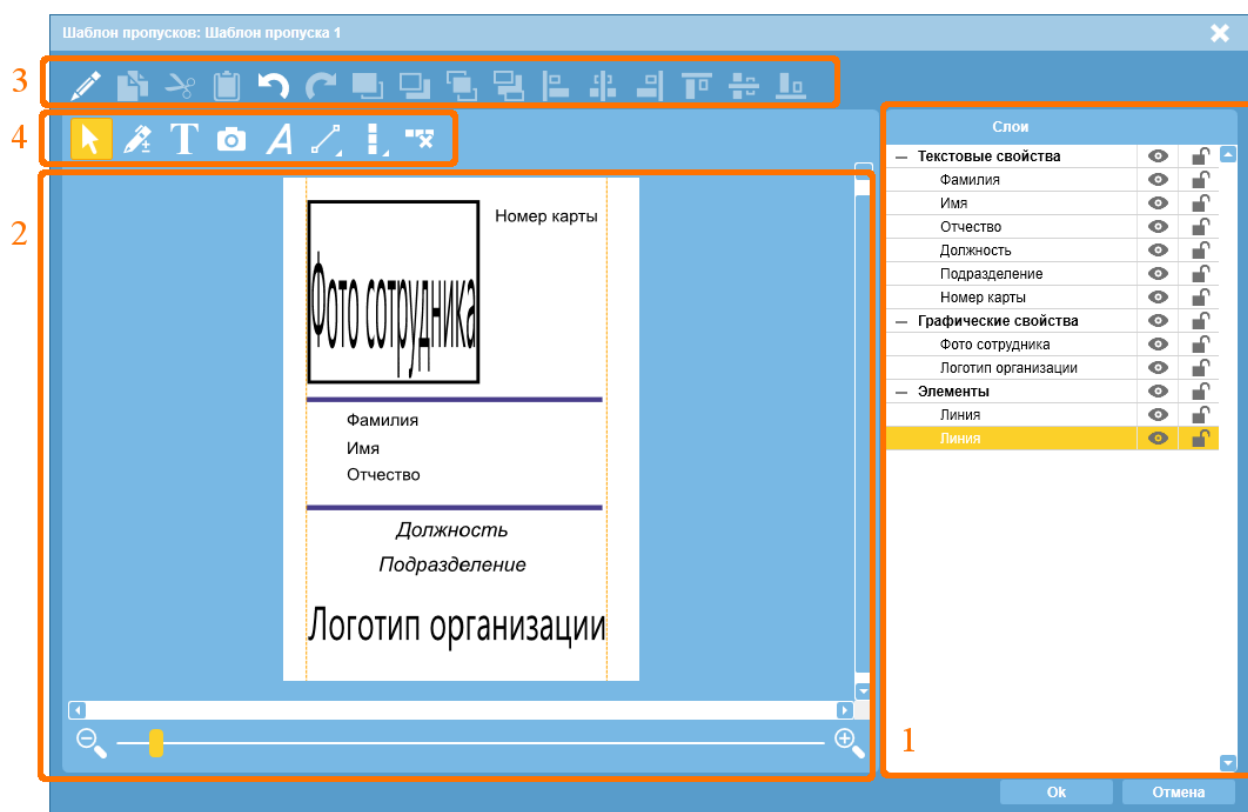 Шаблон пропусков: Шаблон пропуска 1
3
4
T A
2
Номер карты
Фото сотрудника
Фамилия
Имя
Отчество
Должность
Подразделение
Логотип организации
Слои
Текстовые свойства
Фамилия
Имя
Отчество
Должность
Подразделение
Номер карты
Графические свойства
Фото сотрудника
Логотип организации
Элементы
Линия
Линия
1
Ok Отмена